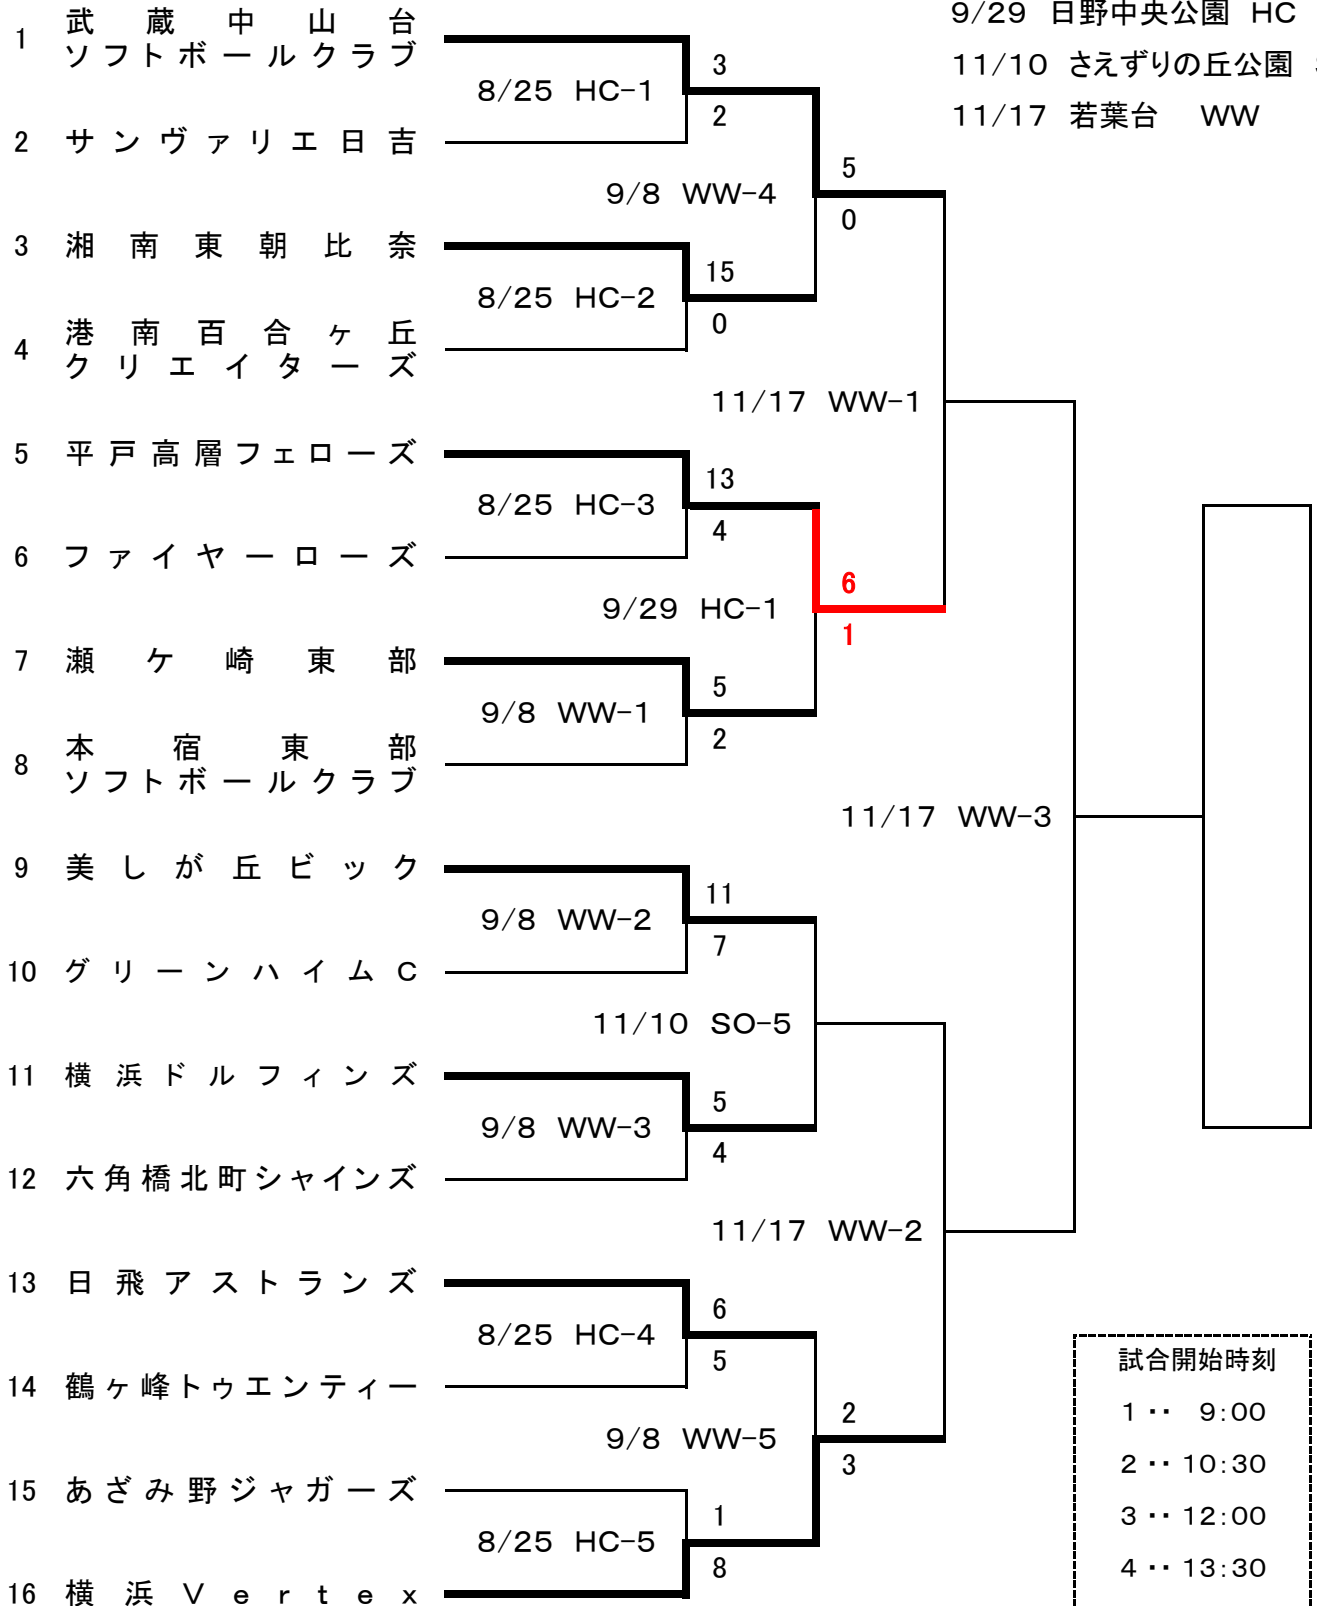 9/29 日野中央公園 HC
11/10 さえずりの丘公園
11/17 若葉台 WW
1 武蔵中山台
ソフトボールクラブ
8/25 HC-1
3
2
2 サンヴァリエ日吉
9/8 WW-4
5
0
3 湘南東朝比奈
8/25 HC-2
15
0
4 港南百合ヶ丘
クリエイターズ
11/17 WW-1
5 平戸高層フェローズ
8/25 HC-3
13
4
6 ファイヤーローズ
9/29 HC-1
6
1
7 瀬ケ崎東部
9/8 WW-1
5
2
8 本宿東部
ソフトボールクラブ
11/17 WW-3
9 美しが丘ビック
9/8 WW-2
11
7
10 グリーンハイムC
11/10 SO-5
11 横浜ドルフィンズ
9/8 WW-3
5
4
12 六角橋北町シャインズ
11/17 WW-2
13 日飛アストランズ
8/25 HC-4
6
5
14 鶴ヶ峰トゥエンティー
9/8 WW-5
2
3
15 あざみ野ジャガーズ
8/25 HC-5
1
8
16 横浜Vertex
試合開始時刻
1 ‥ 9:00
2 ‥ 10:30
3 ‥ 12:00
4 ‥ 13:30